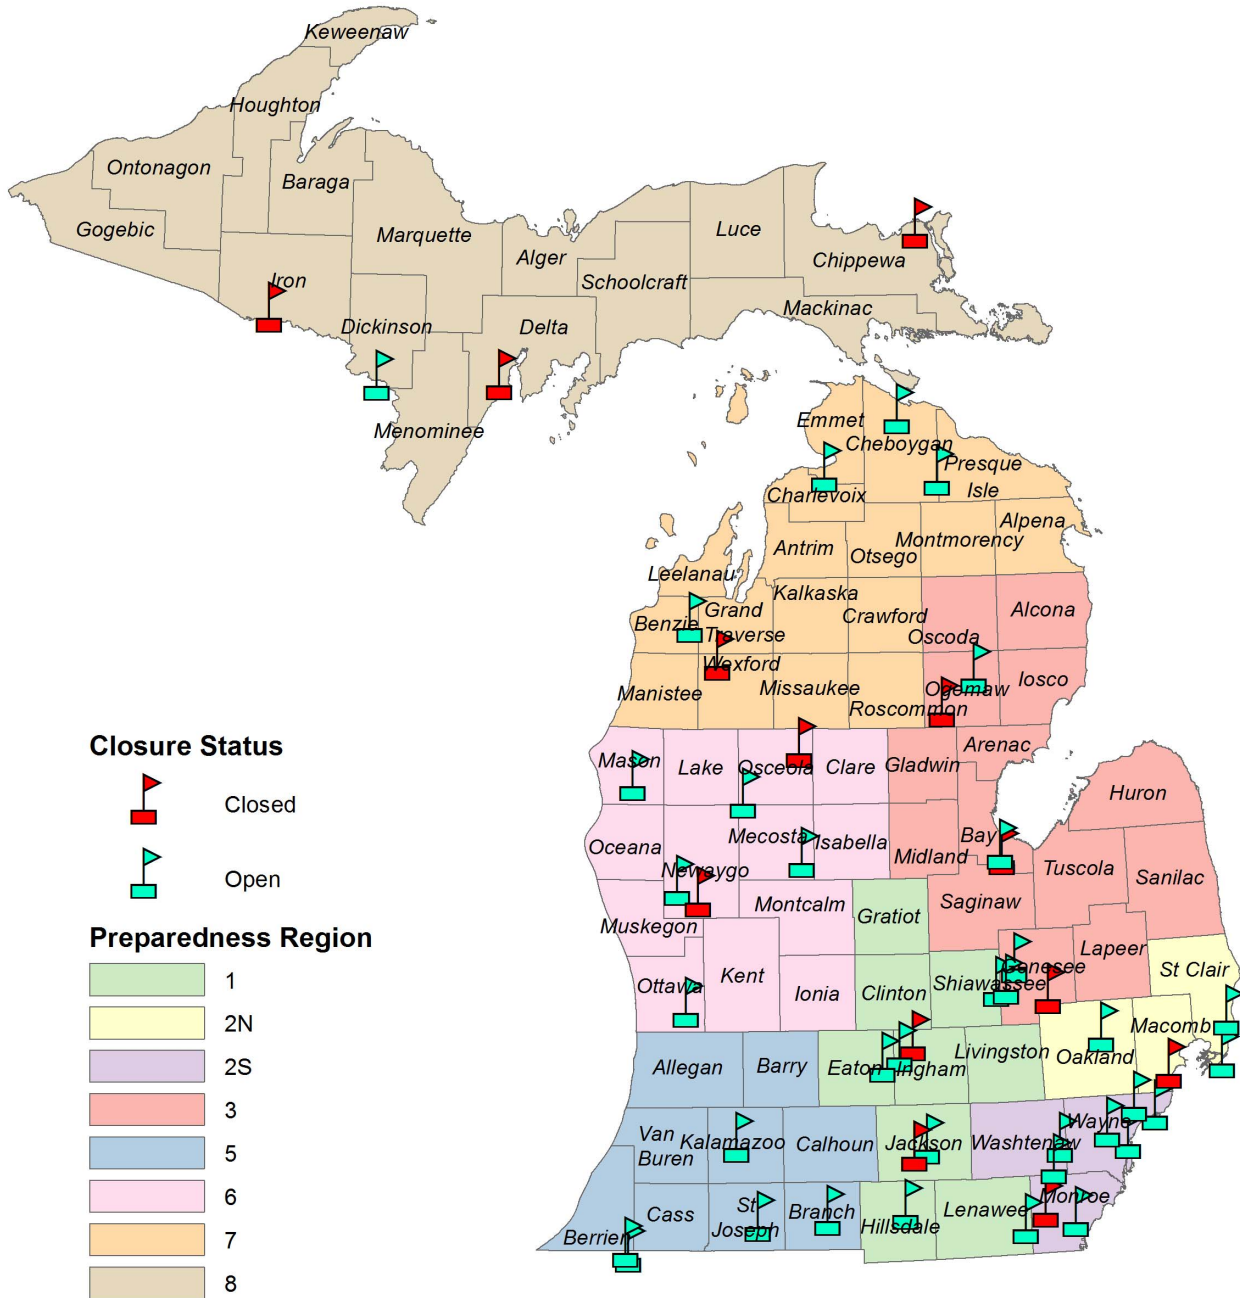 Keweenaw
Houghton
Ontonagon
Baraga
Gogebic
Marquette
Luce
Alger
Chippewa
Schoolcraft
Iron
Mackinac
Dickinson
Delta
Menominee
Emmet
Cheboygan
Presque
Isle
Charlevoix
Alpena
Montmorency
Antrim
Otsego
Leelanau
Kalkaska
Grand
Traverse
Crawford
Alcona
Benzie
Oscoda
Wexford
Iosco
Manistee
Missaukee
Ogemaw
Roscommon
Closure Status
Closed
Open
Arenac
Mason
Lake
Osceola
Clare
Gladwin
Huron
Oceana
Mecosta
Isabella
Bay
Midland
Tuscola
Sanilac
Newaygo
Montcalm
Gratiot
Saginaw
Muskegon
Lapeer
Preparedness Region
1
2N
2S
3
5
6
7
8
Kent
Ottawa
Ionia
Clinton
Shiawassee
Genesee
St Clair
Macomb
Allegan
Barry
Eaton
Ingham
Livingston
Oakland
Van
Buren
Kalamazoo
Calhoun
Jackson
Washtenaw
Wayne
Cass
St
Joseph
Branch
Hillsdale
Lenawee
Monroe
Berrien